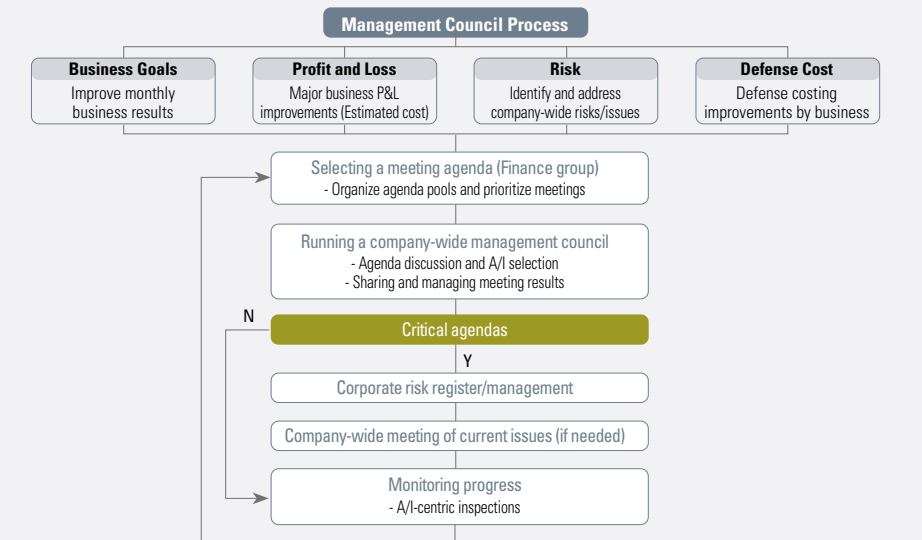 Management Council Process
Business Goals
Improve monthly
business results
Profit and Loss
Major business P&L
improvements (Estimated cost)
Risk
Identify and address
company-wide risks/issues
Defense Cost
Defense costing
improvements by business
Selecting a meeting agenda (Finance group)
- Organize agenda pools and prioritize meetings
Running a company-wide management council
- Agenda discussion and A/I selection
- Sharing and managing meeting results
N
Critical agendas
Y
Corporate risk register/management
Company-wide meeting of current issues (if needed)
Monitoring progress
- A/I-centric inspections